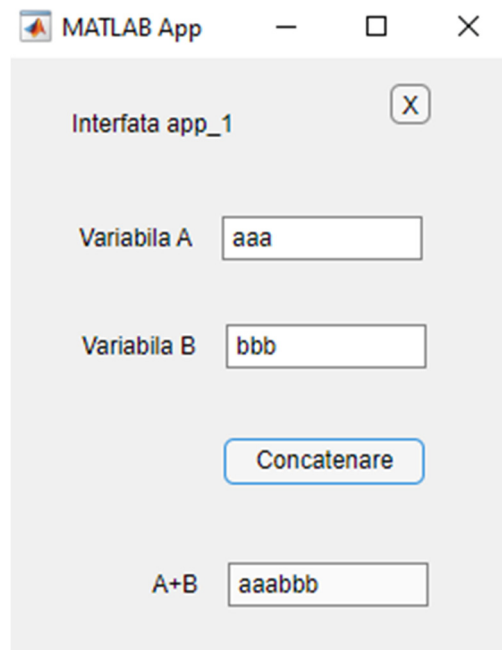 MATLAB App
X
Interfata app_1
Variabila A aaa
Variabila B bbb
Concatenare
A+B aaabbb